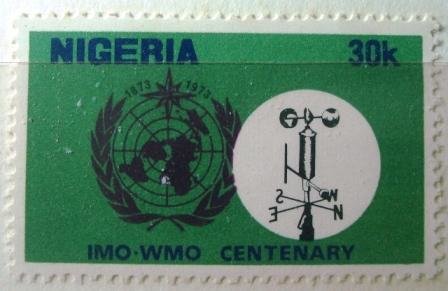 NIGERIA 30k
1873 1973
S W
E N
IMO·WMO CENTENARY